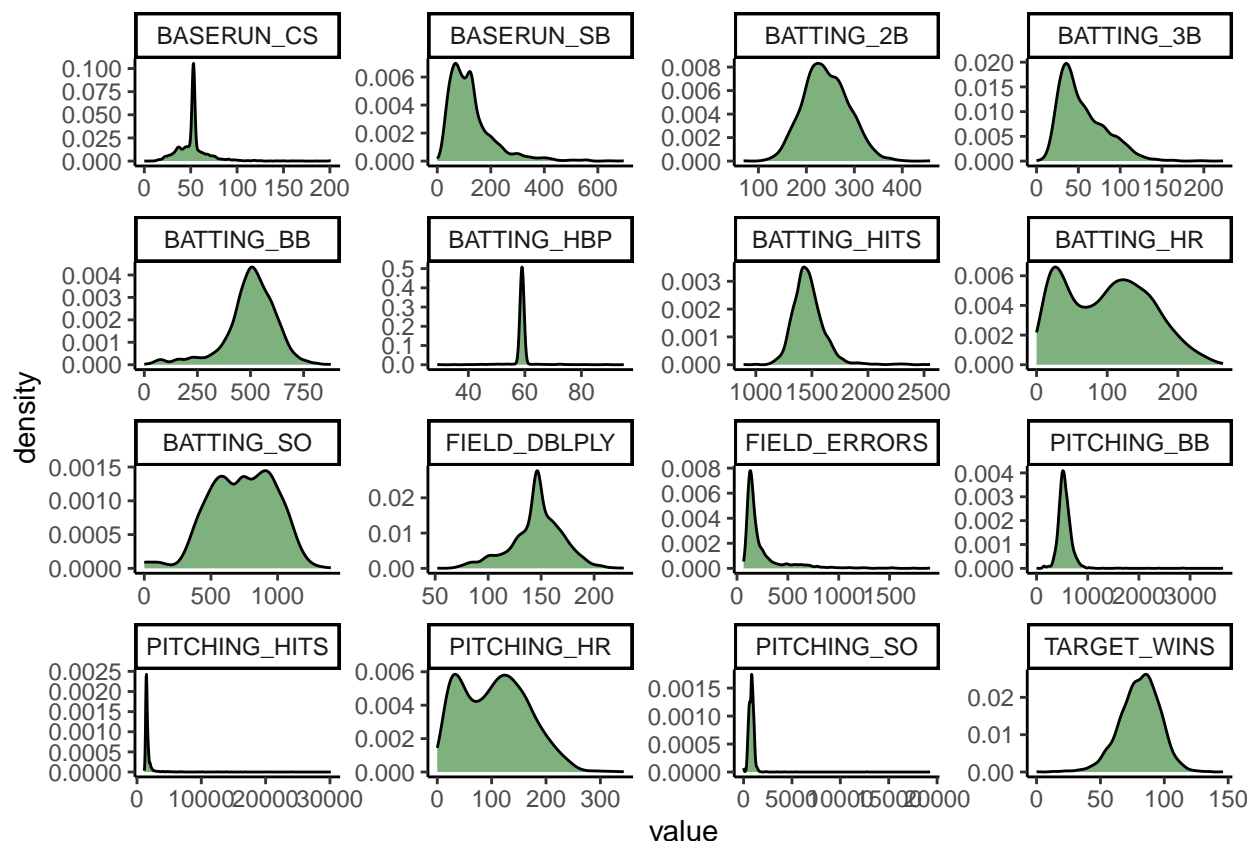 BASERUN_CS BASERUN_SB BATTING_2B BATTING_3B
0.100 0.075 0.050 0.025 0.000
0.006 0.004 0.002 0.000
0.008 0.006 0.004 0.002 0.000
0.020 0.015 0.010 0.005 0.000
0 50 100 150 200
0 200 400 600
100 200 300 400
0 50 100 150 200
BATTING_BB BATTING_HBP BATTING_HITS BATTING_HR
0.004 0.003 0.002 0.001 0.000
0.5 0.4 0.3 0.2 0.1 0.0
0.003 0.002 0.001 0.000
0.006 0.004 0.002 0.000
0 250 500 750
40 60 80
1000 1500 2000 2500
0 100 200
density
BATTING_SO FIELD_DBLPLY FIELD_ERRORS PITCHING_BB
0.0015 0.0010 0.0005 0.0000
0.02 0.01 0.00
0.008 0.006 0.004 0.002 0.000
0.004 0.003 0.002 0.001 0.000
0 500 1000
50 100 150 200
0 500 1000 1500
0 1000 2000 3000
PITCHING_HITS PITCHING_HR PITCHING_SO TARGET_WINS
0.0025 0.0020 0.0015 0.0010 0.0005 0.0000
0.006 0.004 0.002 0.000
0.0015 0.0010 0.0005 0.0000
0.02 0.01 0.00
0 10000 20000 30000
0 100 200 300
0 5000 10000 15000 20000
0 50 100 150
value